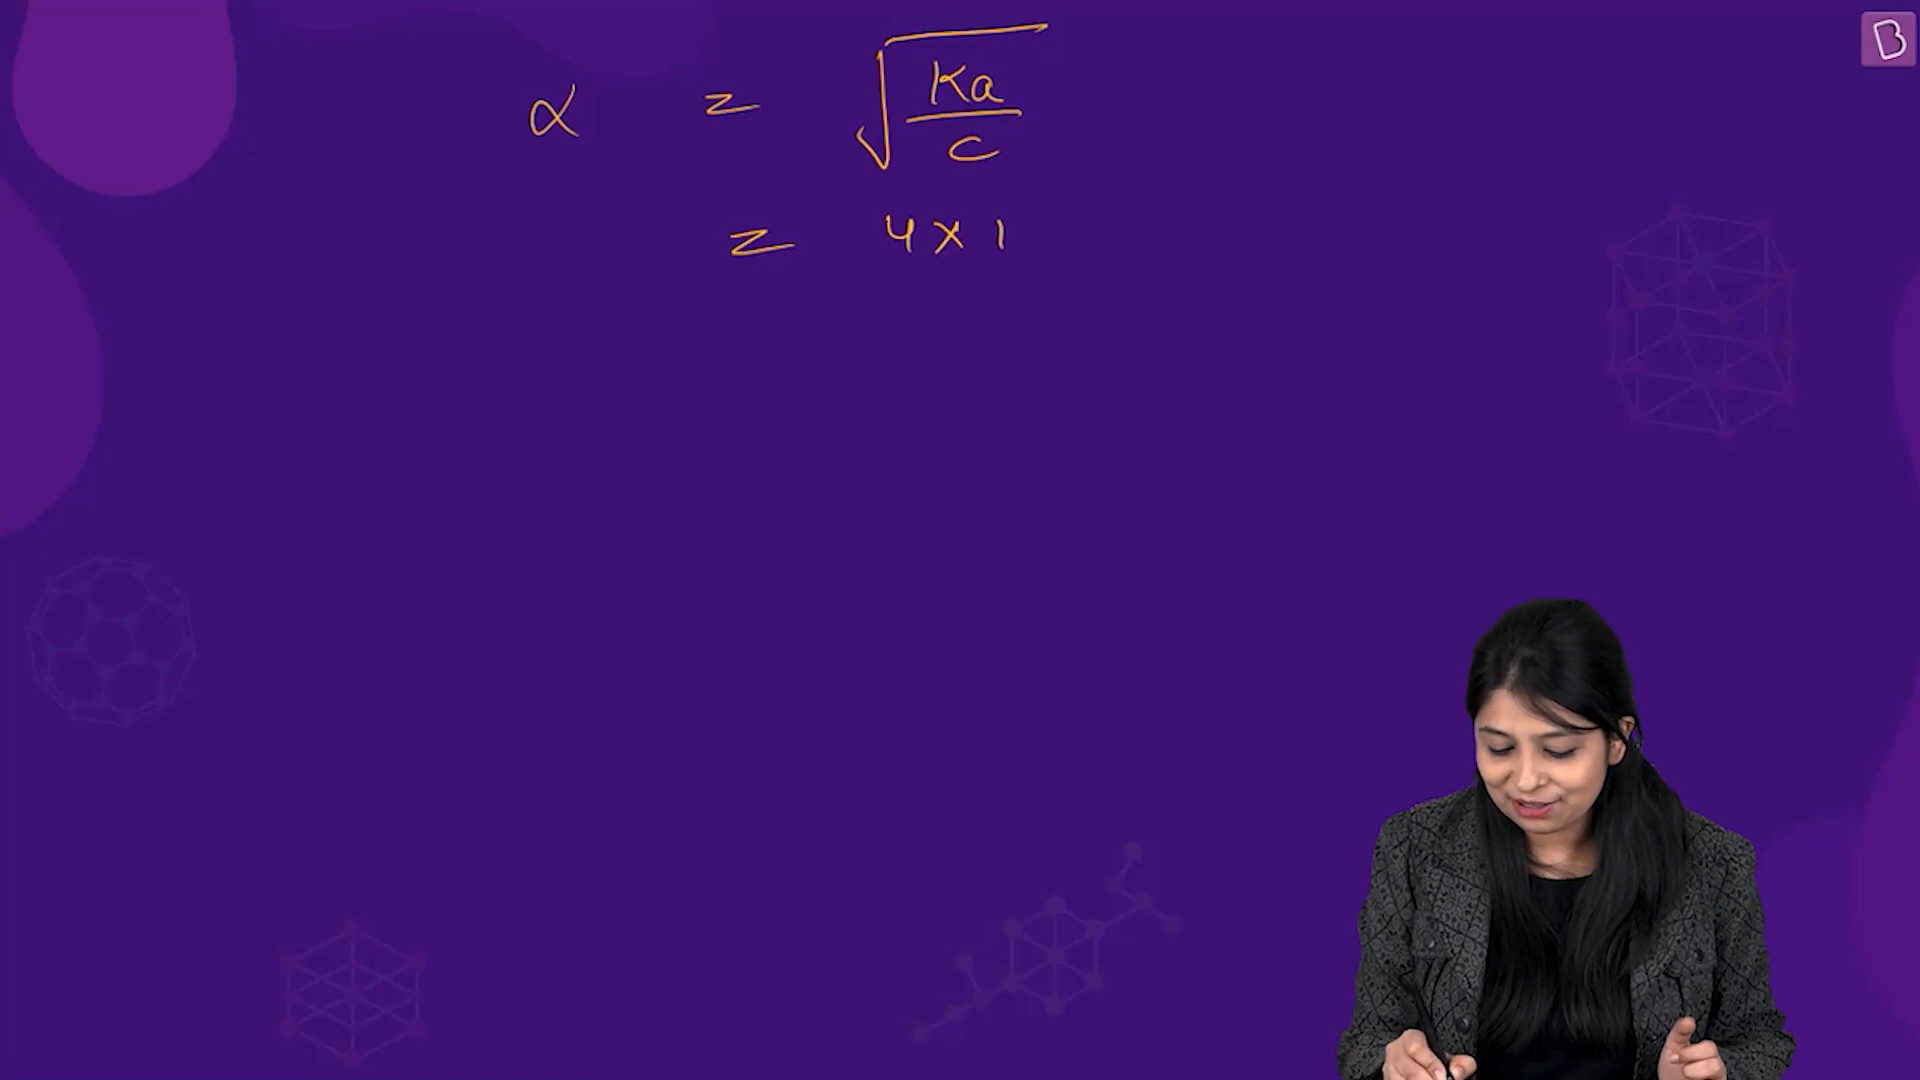 α = √(Ka/C)
= 4 × 1
B